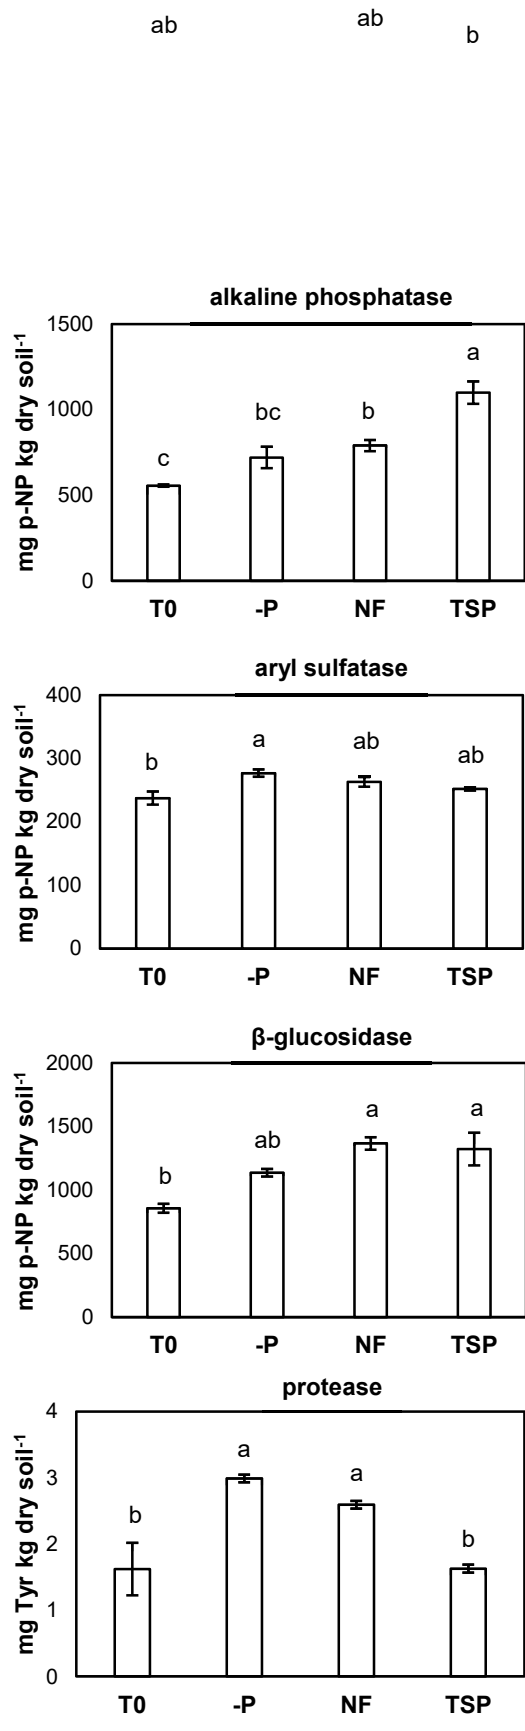 ab ab b
alkaline phosphatase
mg p-NP kg dry soil-1
1500
1000
500
0
c bc b a
T0 -P NF TSP
aryl sulfatase
mg p-NP kg dry soil-1
400
300
200
100
0
b a ab ab
T0 -P NF TSP
β-glucosidase
mg p-NP kg dry soil-1
2000
1500
1000
500
0
b ab a a
T0 -P NF TSP
protease
mg Tyr kg dry soil-1
4
3
2
1
0
b a a b
T0 -P NF TSP